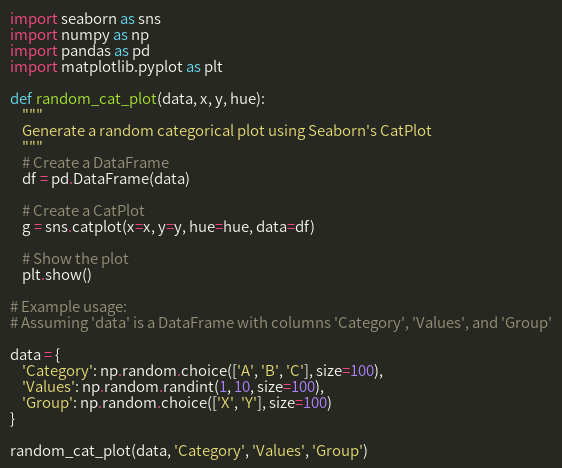 import seaborn as sns
import numpy as np
import pandas as pd
import matplotlib.pyplot as plt

def random_cat_plot(data, x, y, hue):
    """
    Generate a random categorical plot using Seaborn's CatPlot
    """
    # Create a DataFrame
    df = pd.DataFrame(data)

    # Create a CatPlot
    g = sns.catplot(x=x, y=y, hue=hue, data=df)

    # Show the plot
    plt.show()

# Example usage:
# Assuming 'data' is a DataFrame with columns 'Category', 'Values', and 'Group'

data = {
    'Category': np.random.choice(['A', 'B', 'C'], size=100),
    'Values': np.random.randint(1, 10, size=100),
    'Group': np.random.choice(['X', 'Y'], size=100)
}

random_cat_plot(data, 'Category', 'Values', 'Group')